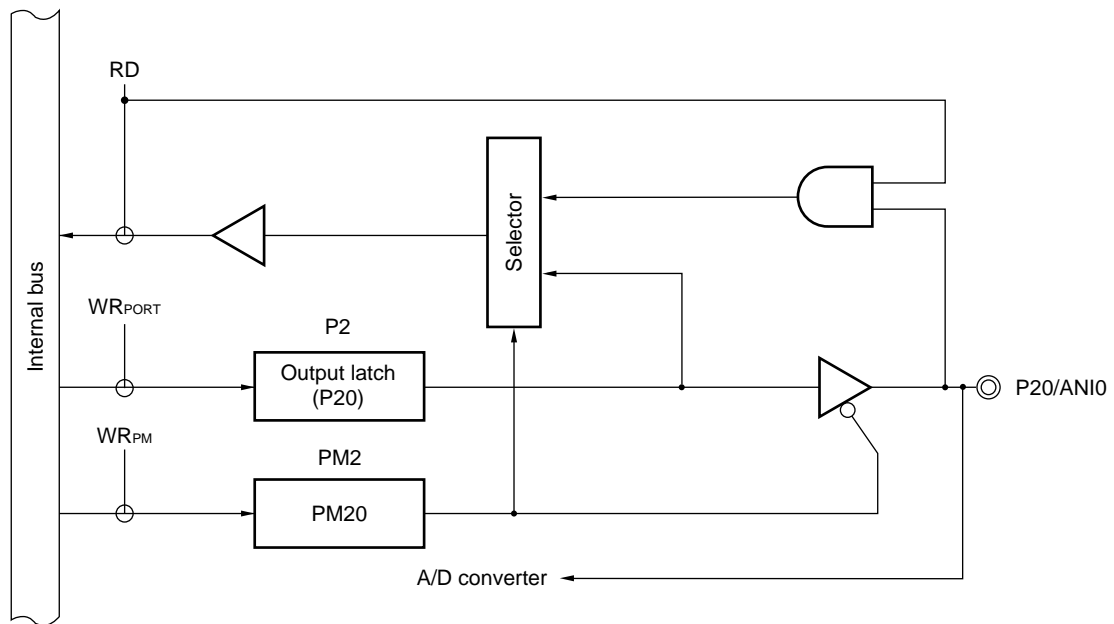 RD
Selector
Internal bus
WRPORT
P2
Output latch
(P20)
P20/ANI0
WRPM
PM2
PM20
A/D converter